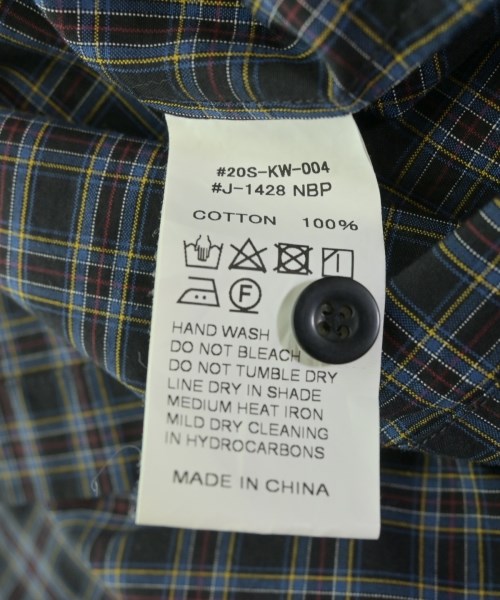 #20S-KW-004
#J-1428 NBP
COTTON 100%
F
HAND WASH
DO NOT BLEACH
DO NOT TUMBLE DRY
LINE DRY IN SHADE
MEDIUM HEAT IRON
MILD DRY CLEANING
IN HYDROCARBONS
MADE IN CHINA